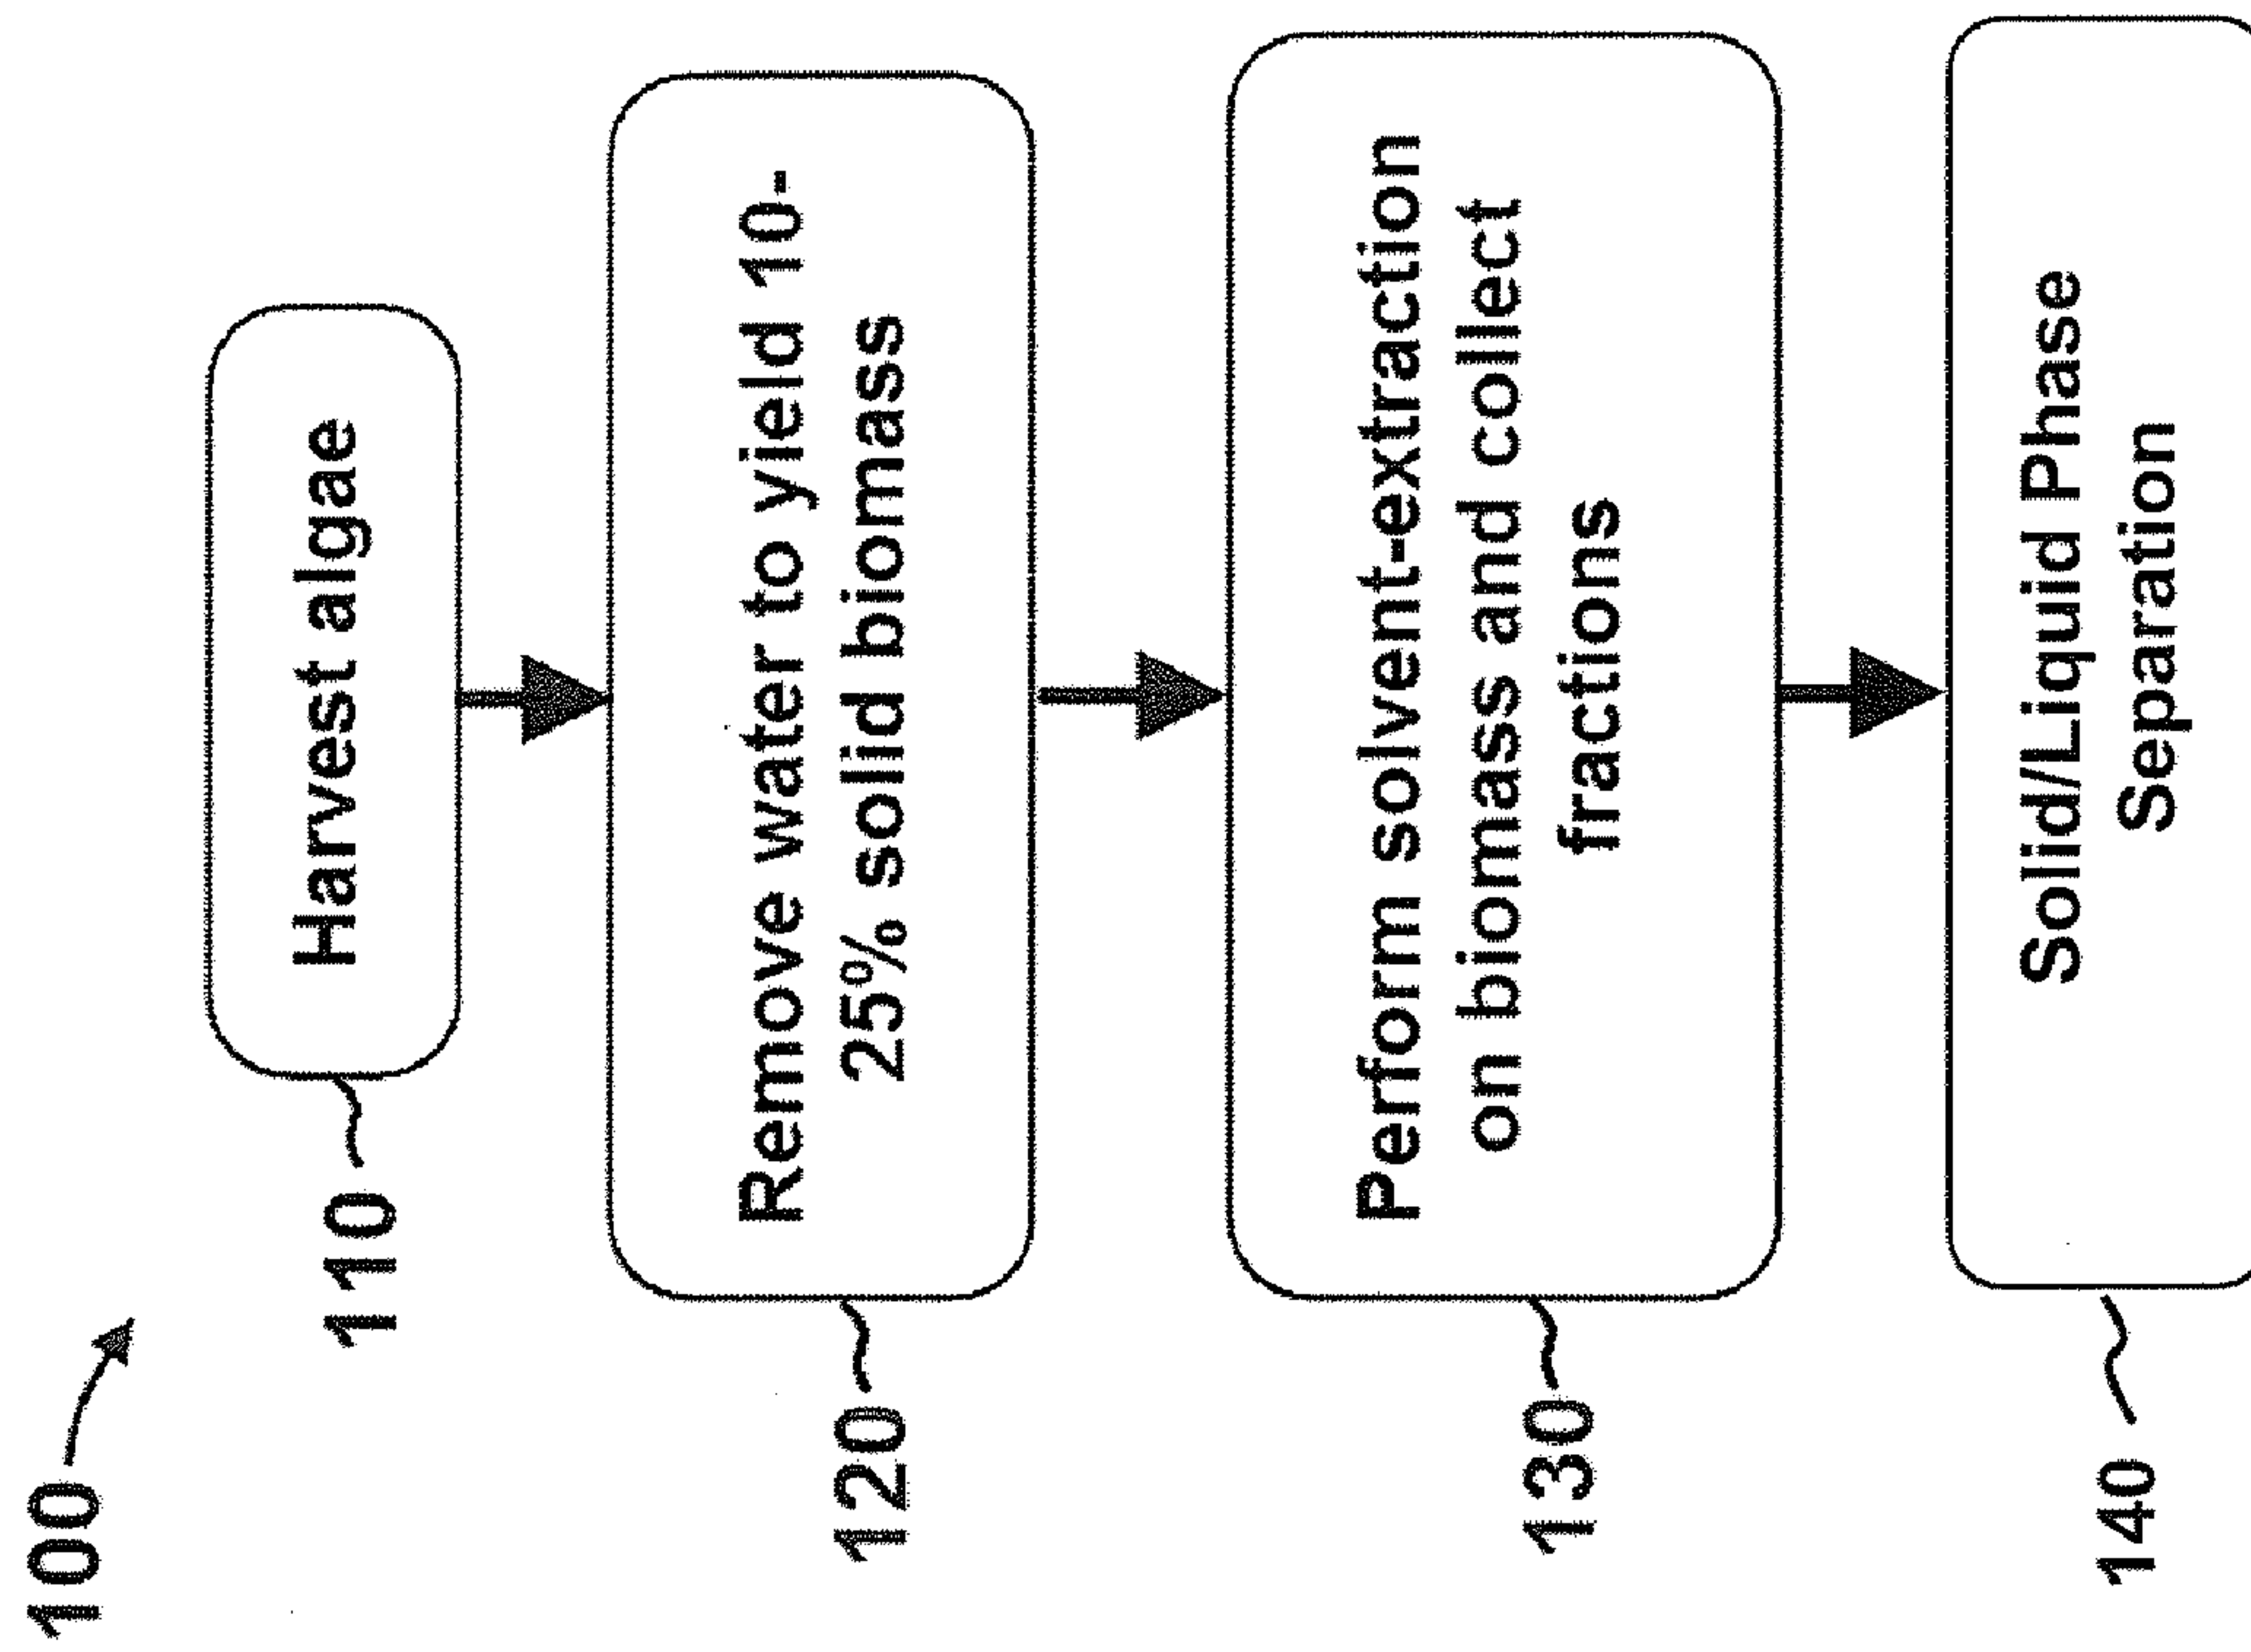 100
110
Harvest algae
120
Remove water to yield 10-
25% solid biomass
130
Perform solvent-extraction
on biomass and collect
fractions
140
Solid/Liquid Phase
Separation